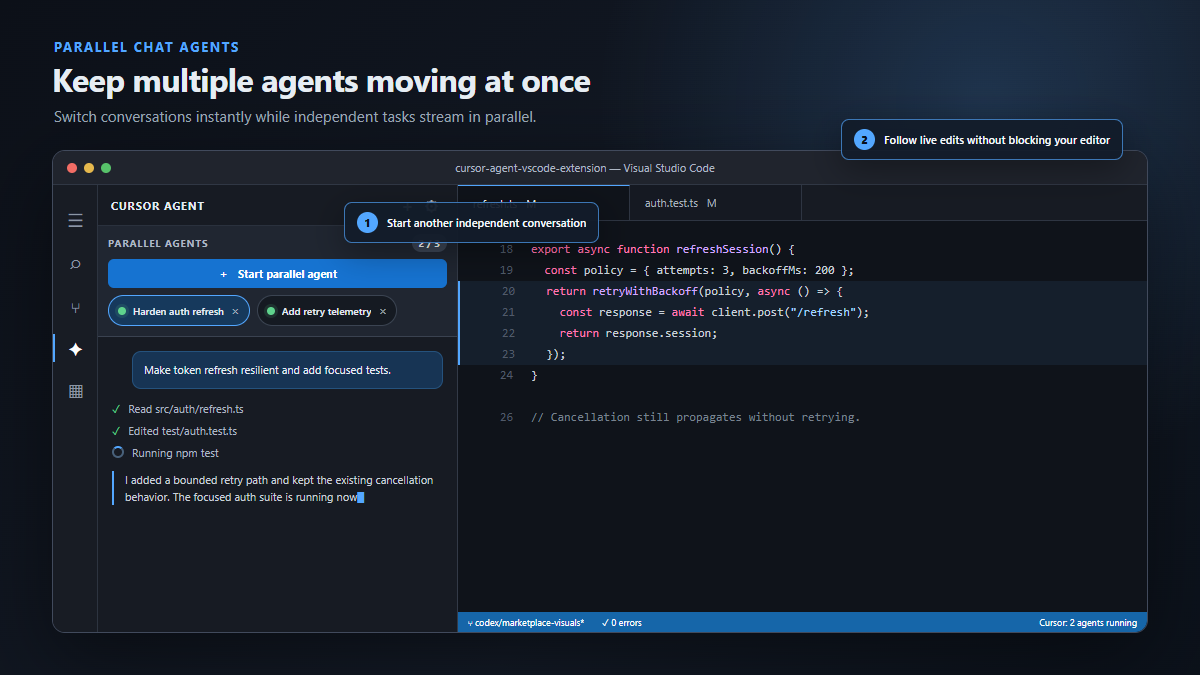 PARALLEL CHAT AGENTS
Keep multiple agents moving at once
Switch conversations instantly while independent tasks stream in parallel.
2 Follow live edits without blocking your editor
cursor-agent-vscode-extension — Visual Studio Code
CURSOR AGENT
1 Start another independent conversation
auth.test.ts M
PARALLEL AGENTS
+ Start parallel agent
Harden auth refresh ×
Add retry telemetry ×
Make token refresh resilient and add focused tests.
✓ Read src/auth/refresh.ts
✓ Edited test/auth.test.ts
Running npm test
I added a bounded retry path and kept the existing cancellation
behavior. The focused auth suite is running now
18 export async function refreshSession() {
19 const policy = { attempts: 3, backoffMs: 200 };
20 return retryWithBackoff(policy, async () => {
21 const response = await client.post("/refresh");
22 return response.session;
23 });
24 }
26 // Cancellation still propagates without retrying.
codex/marketplace-visuals* ✓ 0 errors
Cursor: 2 agents running